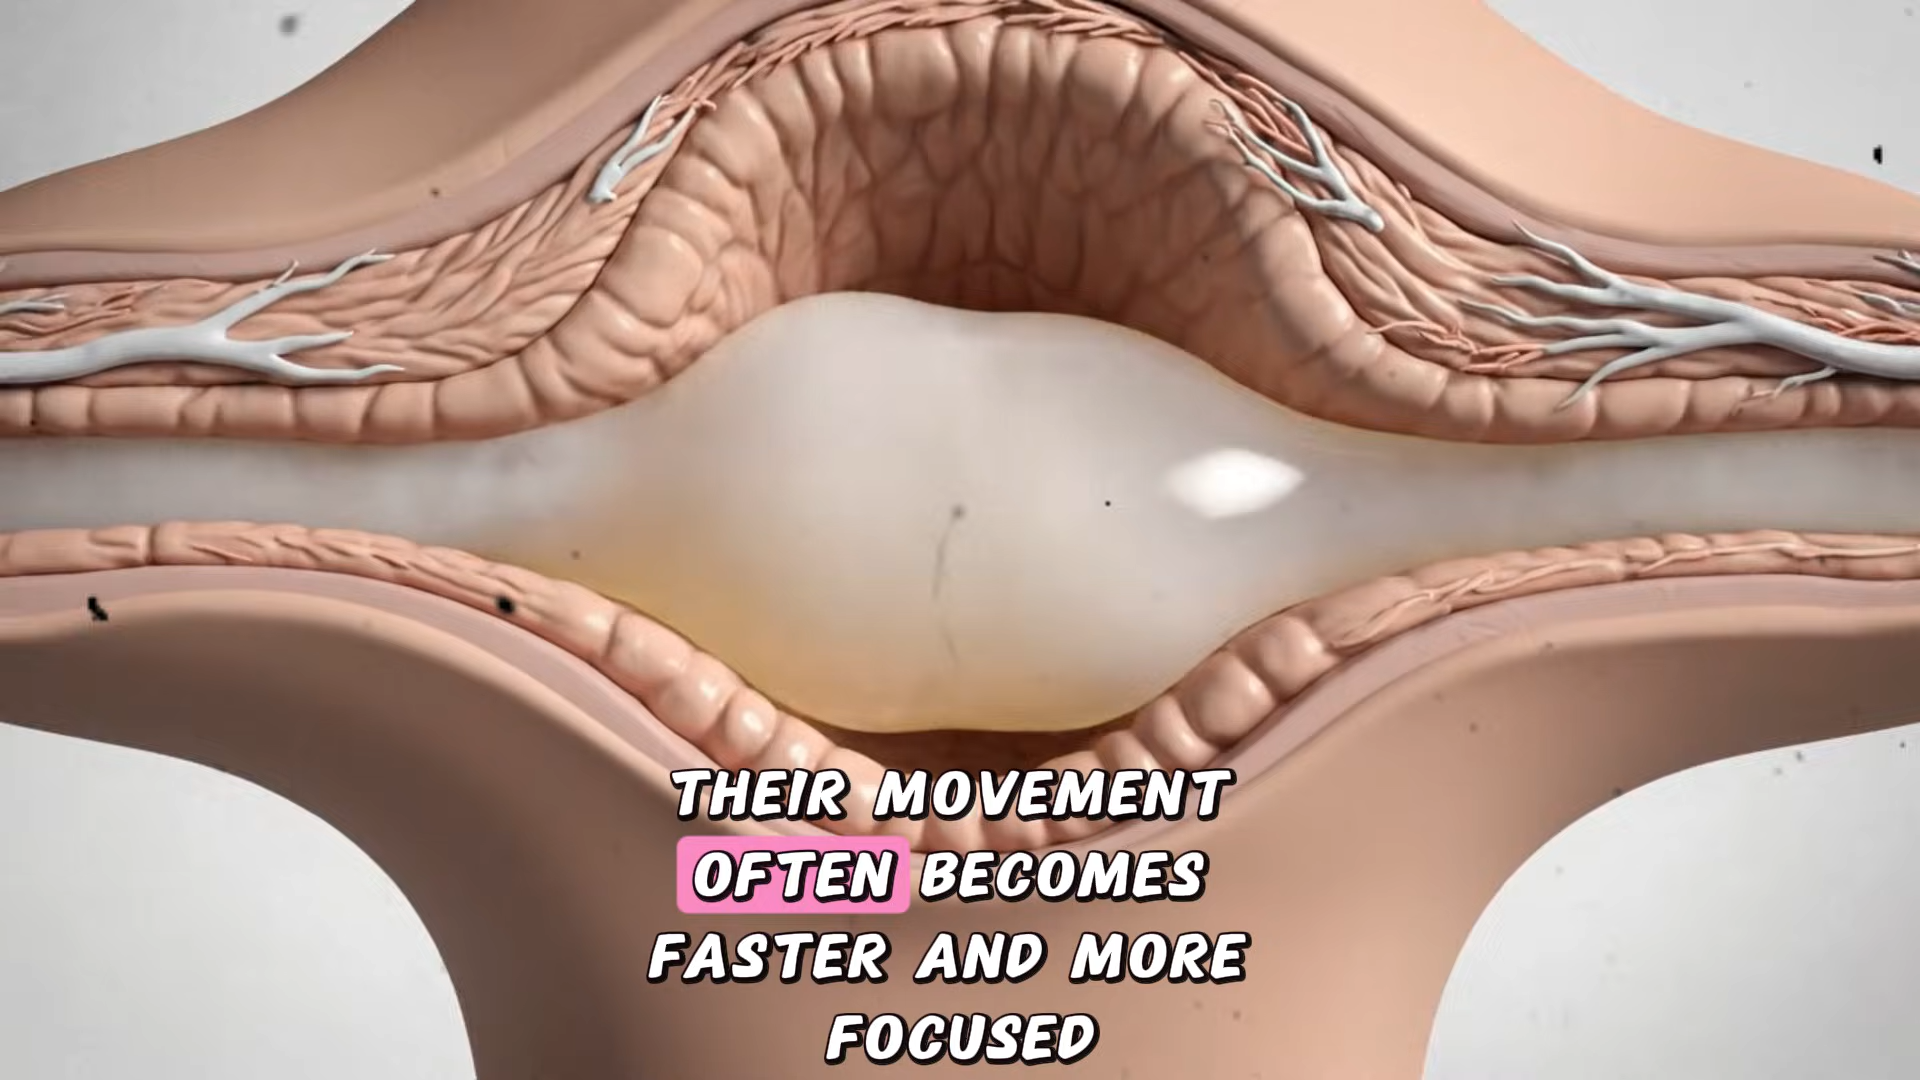 THEIR MOVEMENT
OFTEN BECOMES
FASTER AND MORE
FOCUSED